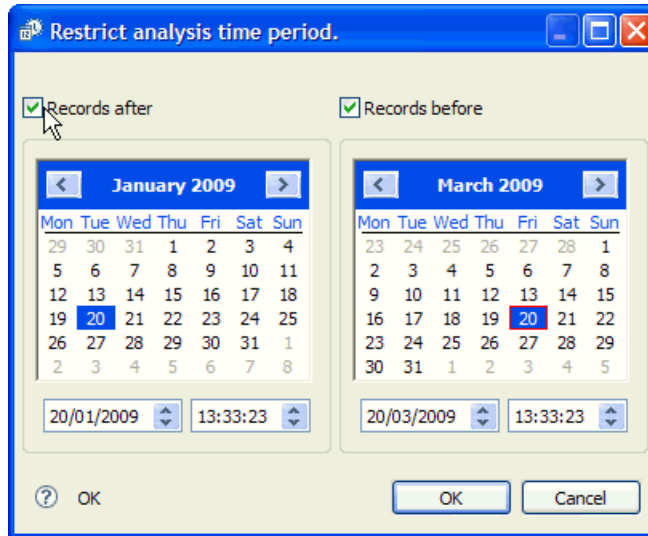 Restrict analysis time period.
Records after Records before
January 2009 March 2009
Mon Tue Wed Thu Fri Sat Sun Mon Tue Wed Thu Fri Sat Sun
29 30 31 1 2 3 4 23 24 25 26 27 28 1
5 6 7 8 9 10 11 2 3 4 5 6 7 8
12 13 14 15 16 17 18 9 10 11 12 13 14 15
19 20 21 22 23 24 25 16 17 18 19 20 21 22
26 27 28 29 30 31 1 23 24 25 26 27 28 29
2 3 4 5 6 7 8 30 31 1 2 3 4 5
20/01/2009 13:33:23 20/03/2009 13:33:23
? OK OK Cancel